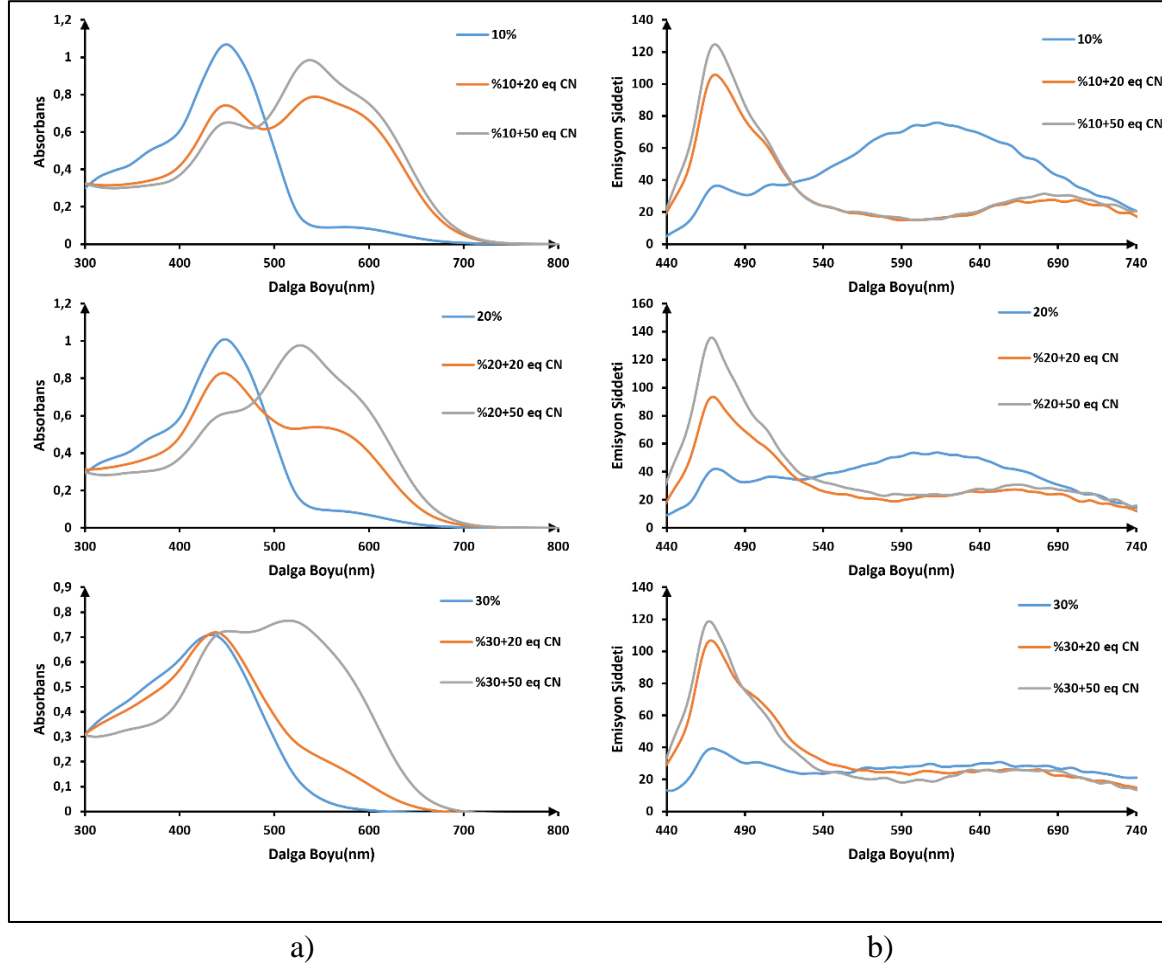 1,2
1
0,8
0,6
0,4
0,2
0
300 400 500 600 700 800
Absorbans
Dalga Boyu(nm)
10%
%10+20 eq CN
%10+50 eq CN
140
120
100
80
60
40
20
0
440 490 540 590 640 690 740
Emisyom Şiddeti
Dalga Boyu(nm)
10%
%10+20 eq CN
%10+50 eq CN
1,2
1
0,8
0,6
0,4
0,2
0
300 400 500 600 700 800
Absorbans
Dalga Boyu(nm)
20%
%20+20 eq CN
%20+50 eq CN
160
140
120
100
80
60
40
20
0
440 490 540 590 640 690 740
Emisyon Şiddeti
Dalga Boyu(nm)
20%
%20+20 eq CN
%20+50 eq CN
0,9
0,8
0,7
0,6
0,5
0,4
0,3
0,2
0,1
0
300 400 500 600 700 800
Absorbans
Dalga Boyu(nm)
30%
%30+20 eq CN
%30+50 eq CN
140
120
100
80
60
40
20
0
440 490 540 590 640 690 740
Emisyon Şiddeti
Dalga Boyu(nm)
30%
%30+20 eq CN
%30+50 eq CN
a) b)